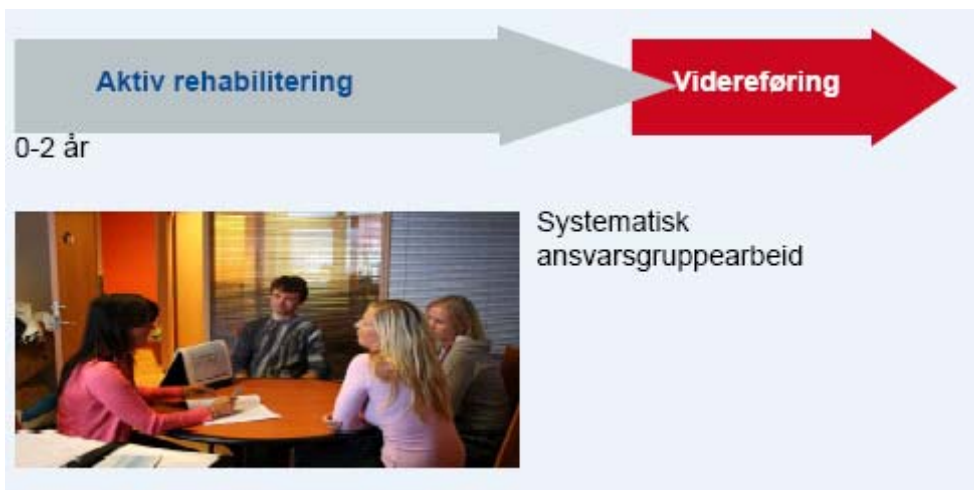 Aktiv rehabilitering
Videreføring
0-2 år
Systematisk
ansvarsgruppearbeid